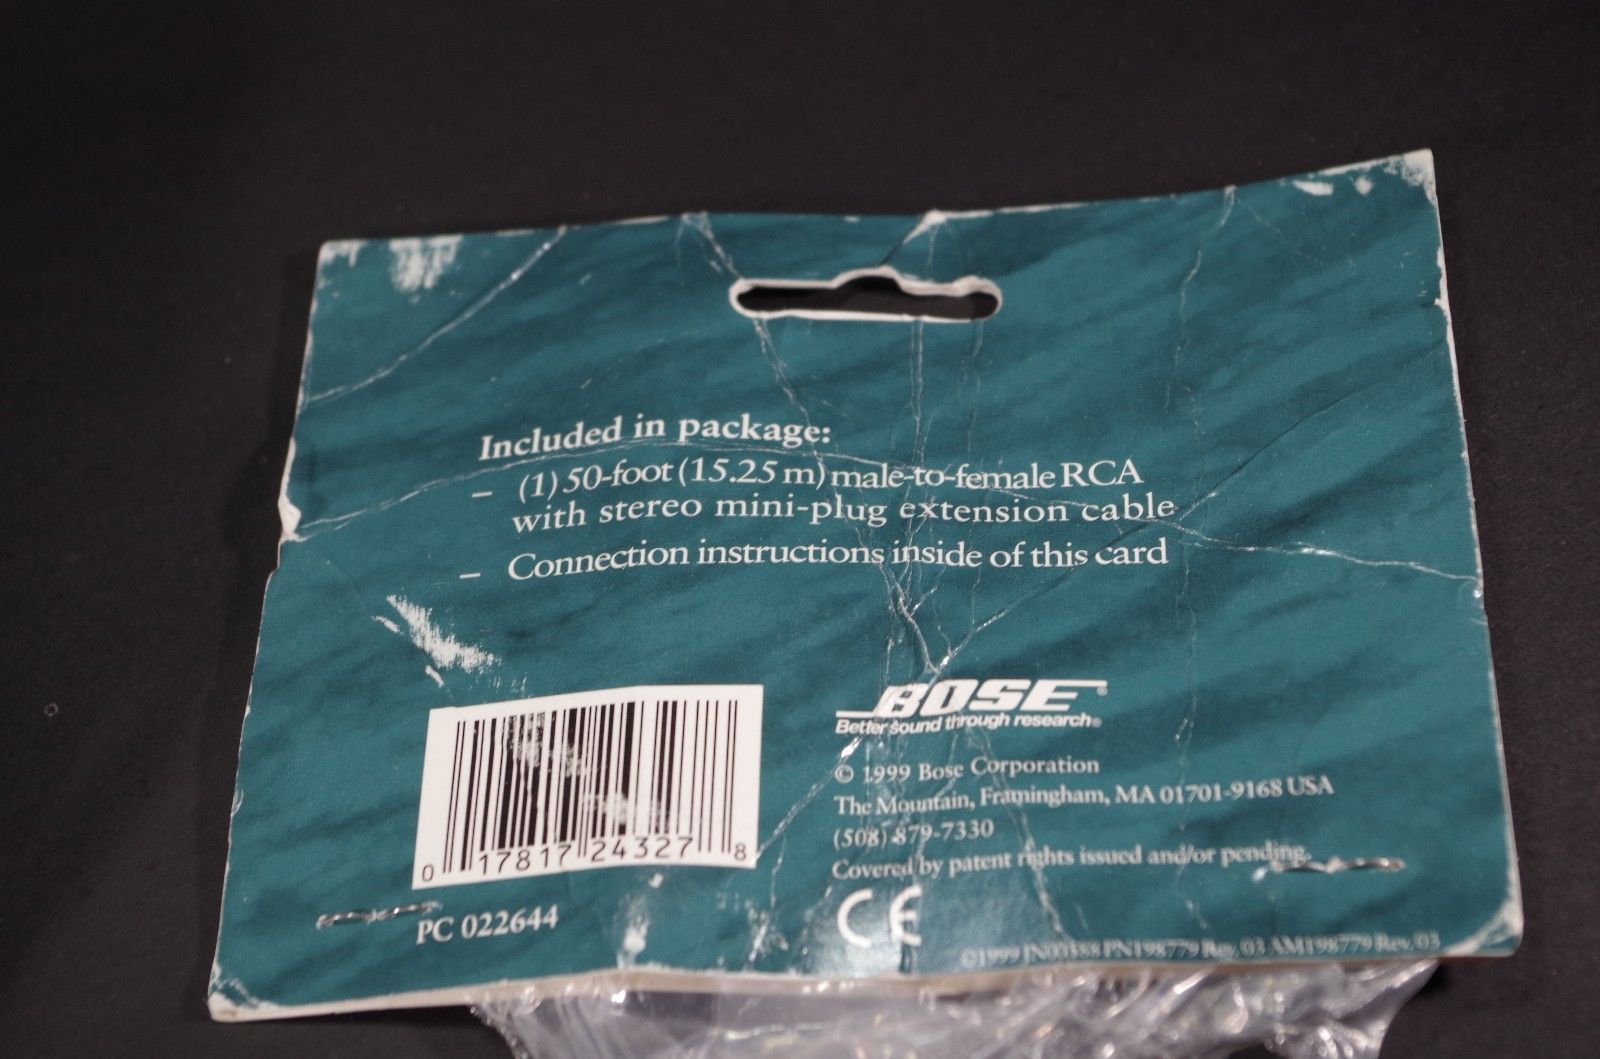 Included in package:
– (1) 50-foot (15.25 m) male-to-female RCA
with stereo mini-plug extension cable
– Connection instructions inside of this card
BOSE®
Better sound through research®
© 1999 Bose Corporation
The Mountain, Framingham, MA 01701-9168 USA
(508) 879-7330
Covered by patent rights issued and/or pending.
0 17817 24327 8
PC 022644
CE
©1999 JN00388 PN198779 Rev. 03 AM198779 Rev. 03